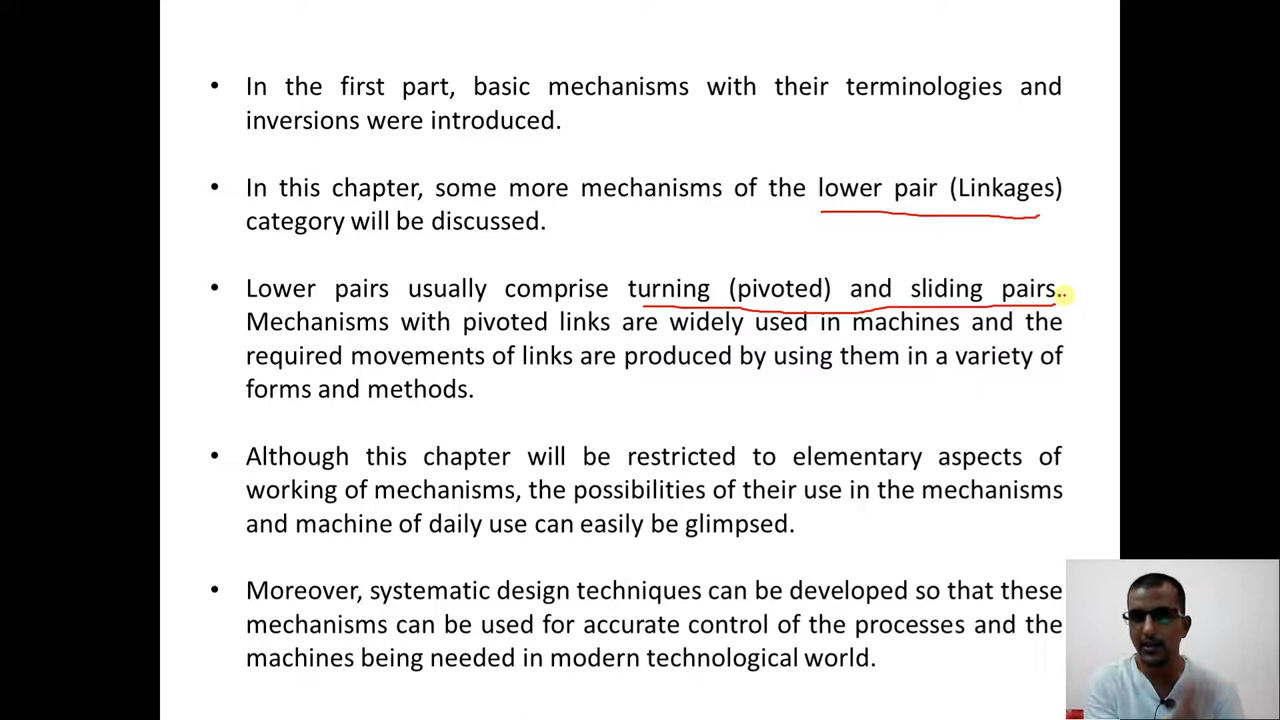 • In the first part, basic mechanisms with their terminologies and
inversions were introduced.
• In this chapter, some more mechanisms of the lower pair (Linkages)
category will be discussed.
• Lower pairs usually comprise turning (pivoted) and sliding pairs..
Mechanisms with pivoted links are widely used in machines and the
required movements of links are produced by using them in a variety of
forms and methods.
• Although this chapter will be restricted to elementary aspects of
working of mechanisms, the possibilities of their use in the mechanisms
and machine of daily use can easily be glimpsed.
• Moreover, systematic design techniques can be developed so that these
mechanisms can be used for accurate control of the processes and the
machines being needed in modern technological world.